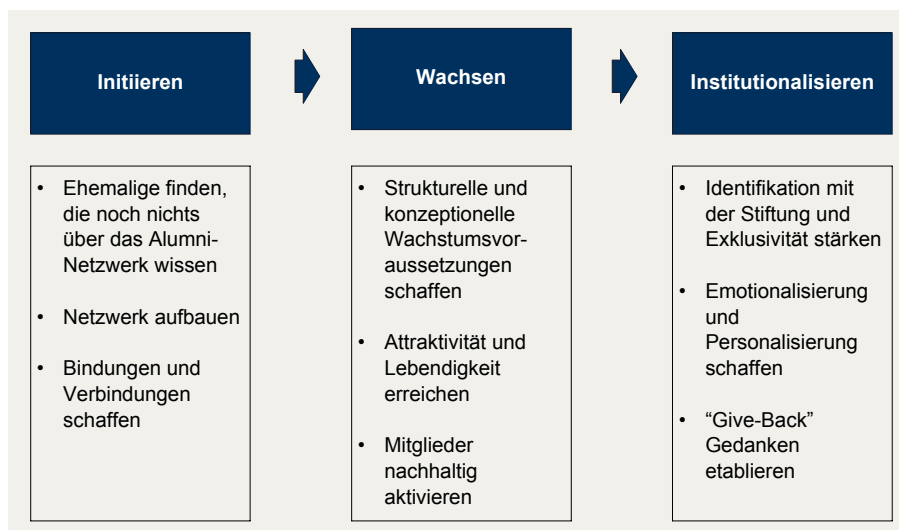 Initiieren
Wachsen
Institutionalisieren
• Ehemalige finden,
die noch nichts
über das Alumni-
Netzwerk wissen
• Netzwerk aufbauen
• Bindungen und
Verbindungen
schaffen
• Strukturelle und
konzeptionelle
Wachstumsvor-
aussetzungen
schaffen
• Attraktivität und
Lebendigkeit
erreichen
• Mitglieder
nachhaltig
aktivieren
• Identifikation mit
der Stiftung und
Exklusivität stärken
• Emotionalisierung
und
Personalisierung
schaffen
• “Give-Back”
Gedanken
etablieren